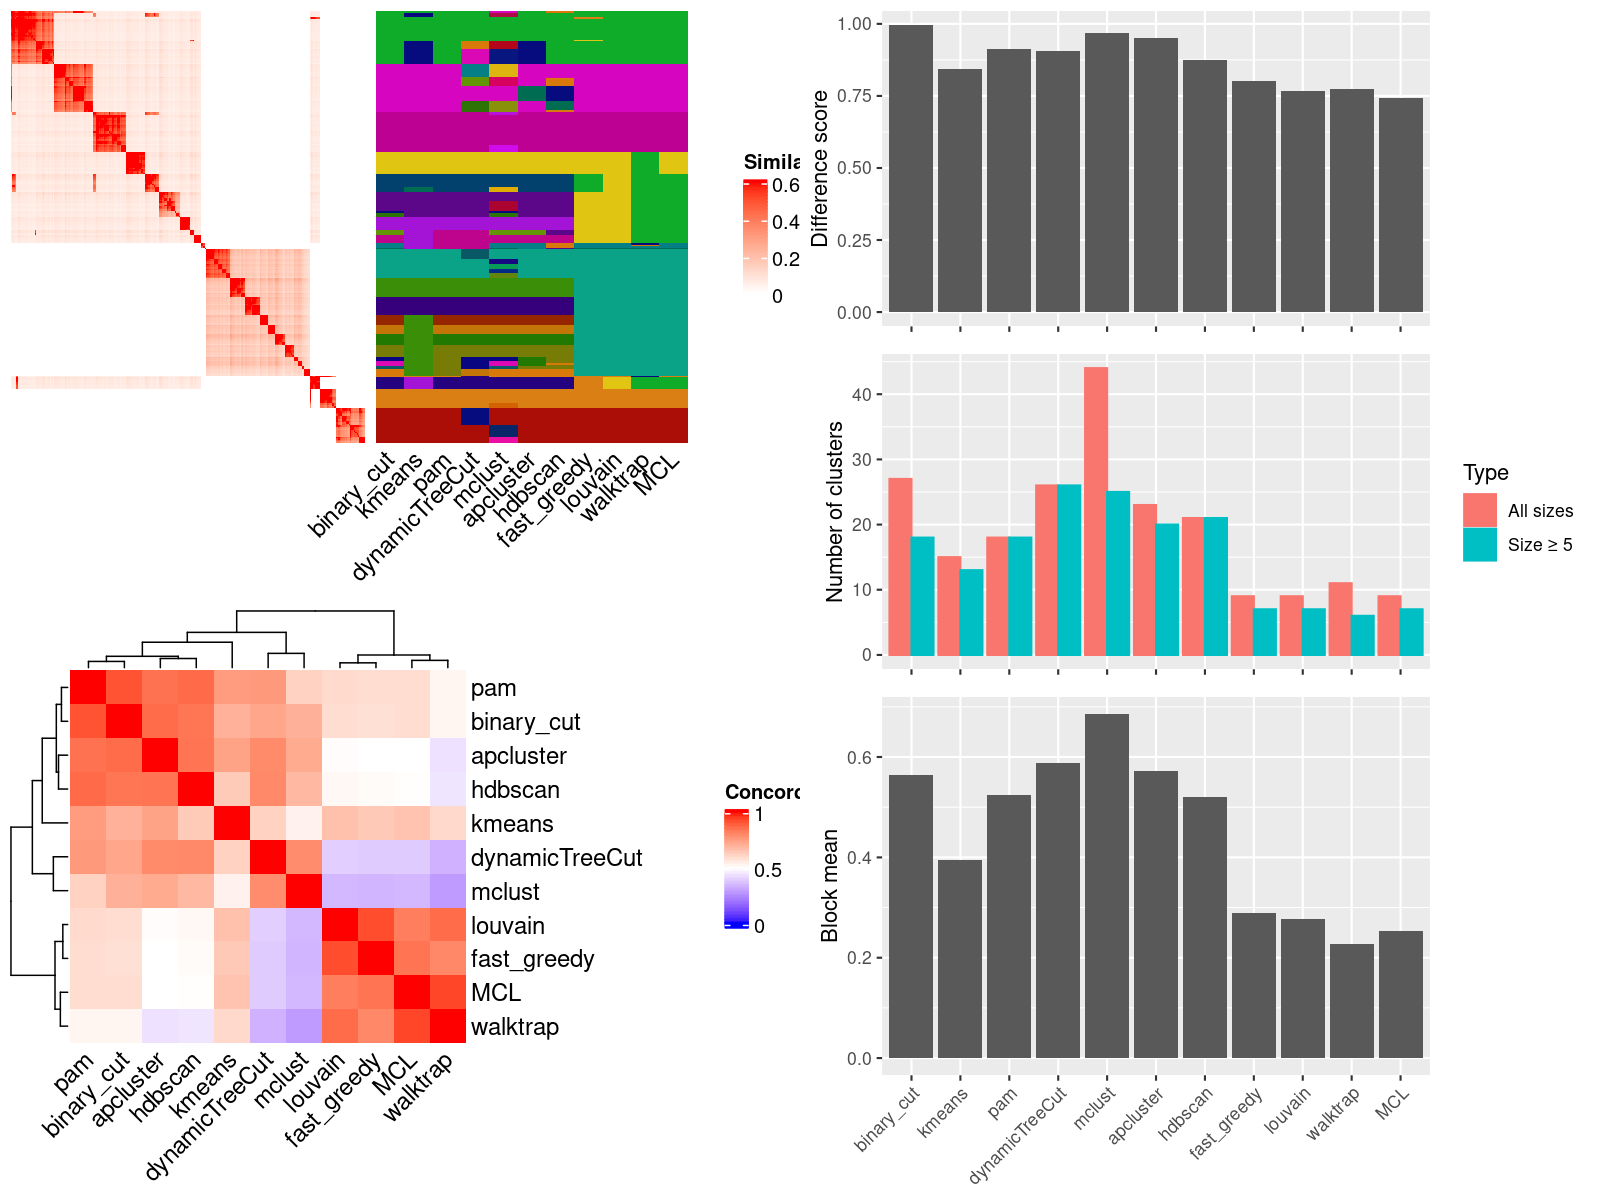 Simila
0.6
0.4
0.2
0
binary_cut
kmeans
pam
dynamicTreeCut
mclust
apcluster
hdbscan
fast_greedy
louvain
walktrap
MCL
pam
binary_cut
apcluster
hdbscan
kmeans
dynamicTreeCut
mclust
louvain
fast_greedy
MCL
walktrap
pam
binary_cut
apcluster
hdbscan
kmeans
dynamicTreeCut
mclust
louvain
fast_greedy
MCL
walktrap
Concord
1
0.5
0
Difference score
1.00
0.75
0.50
0.25
0.00
Number of clusters
40
30
20
10
0
Type
All sizes
Size ≥ 5
Block mean
0.6
0.4
0.2
0.0
binary_cut
kmeans
pam
dynamicTreeCut
mclust
apcluster
hdbscan
fast_greedy
louvain
walktrap
MCL